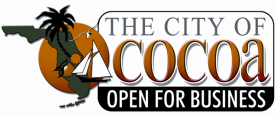 THE CITY OF
COCOa
OPEN FOR BUSINESS